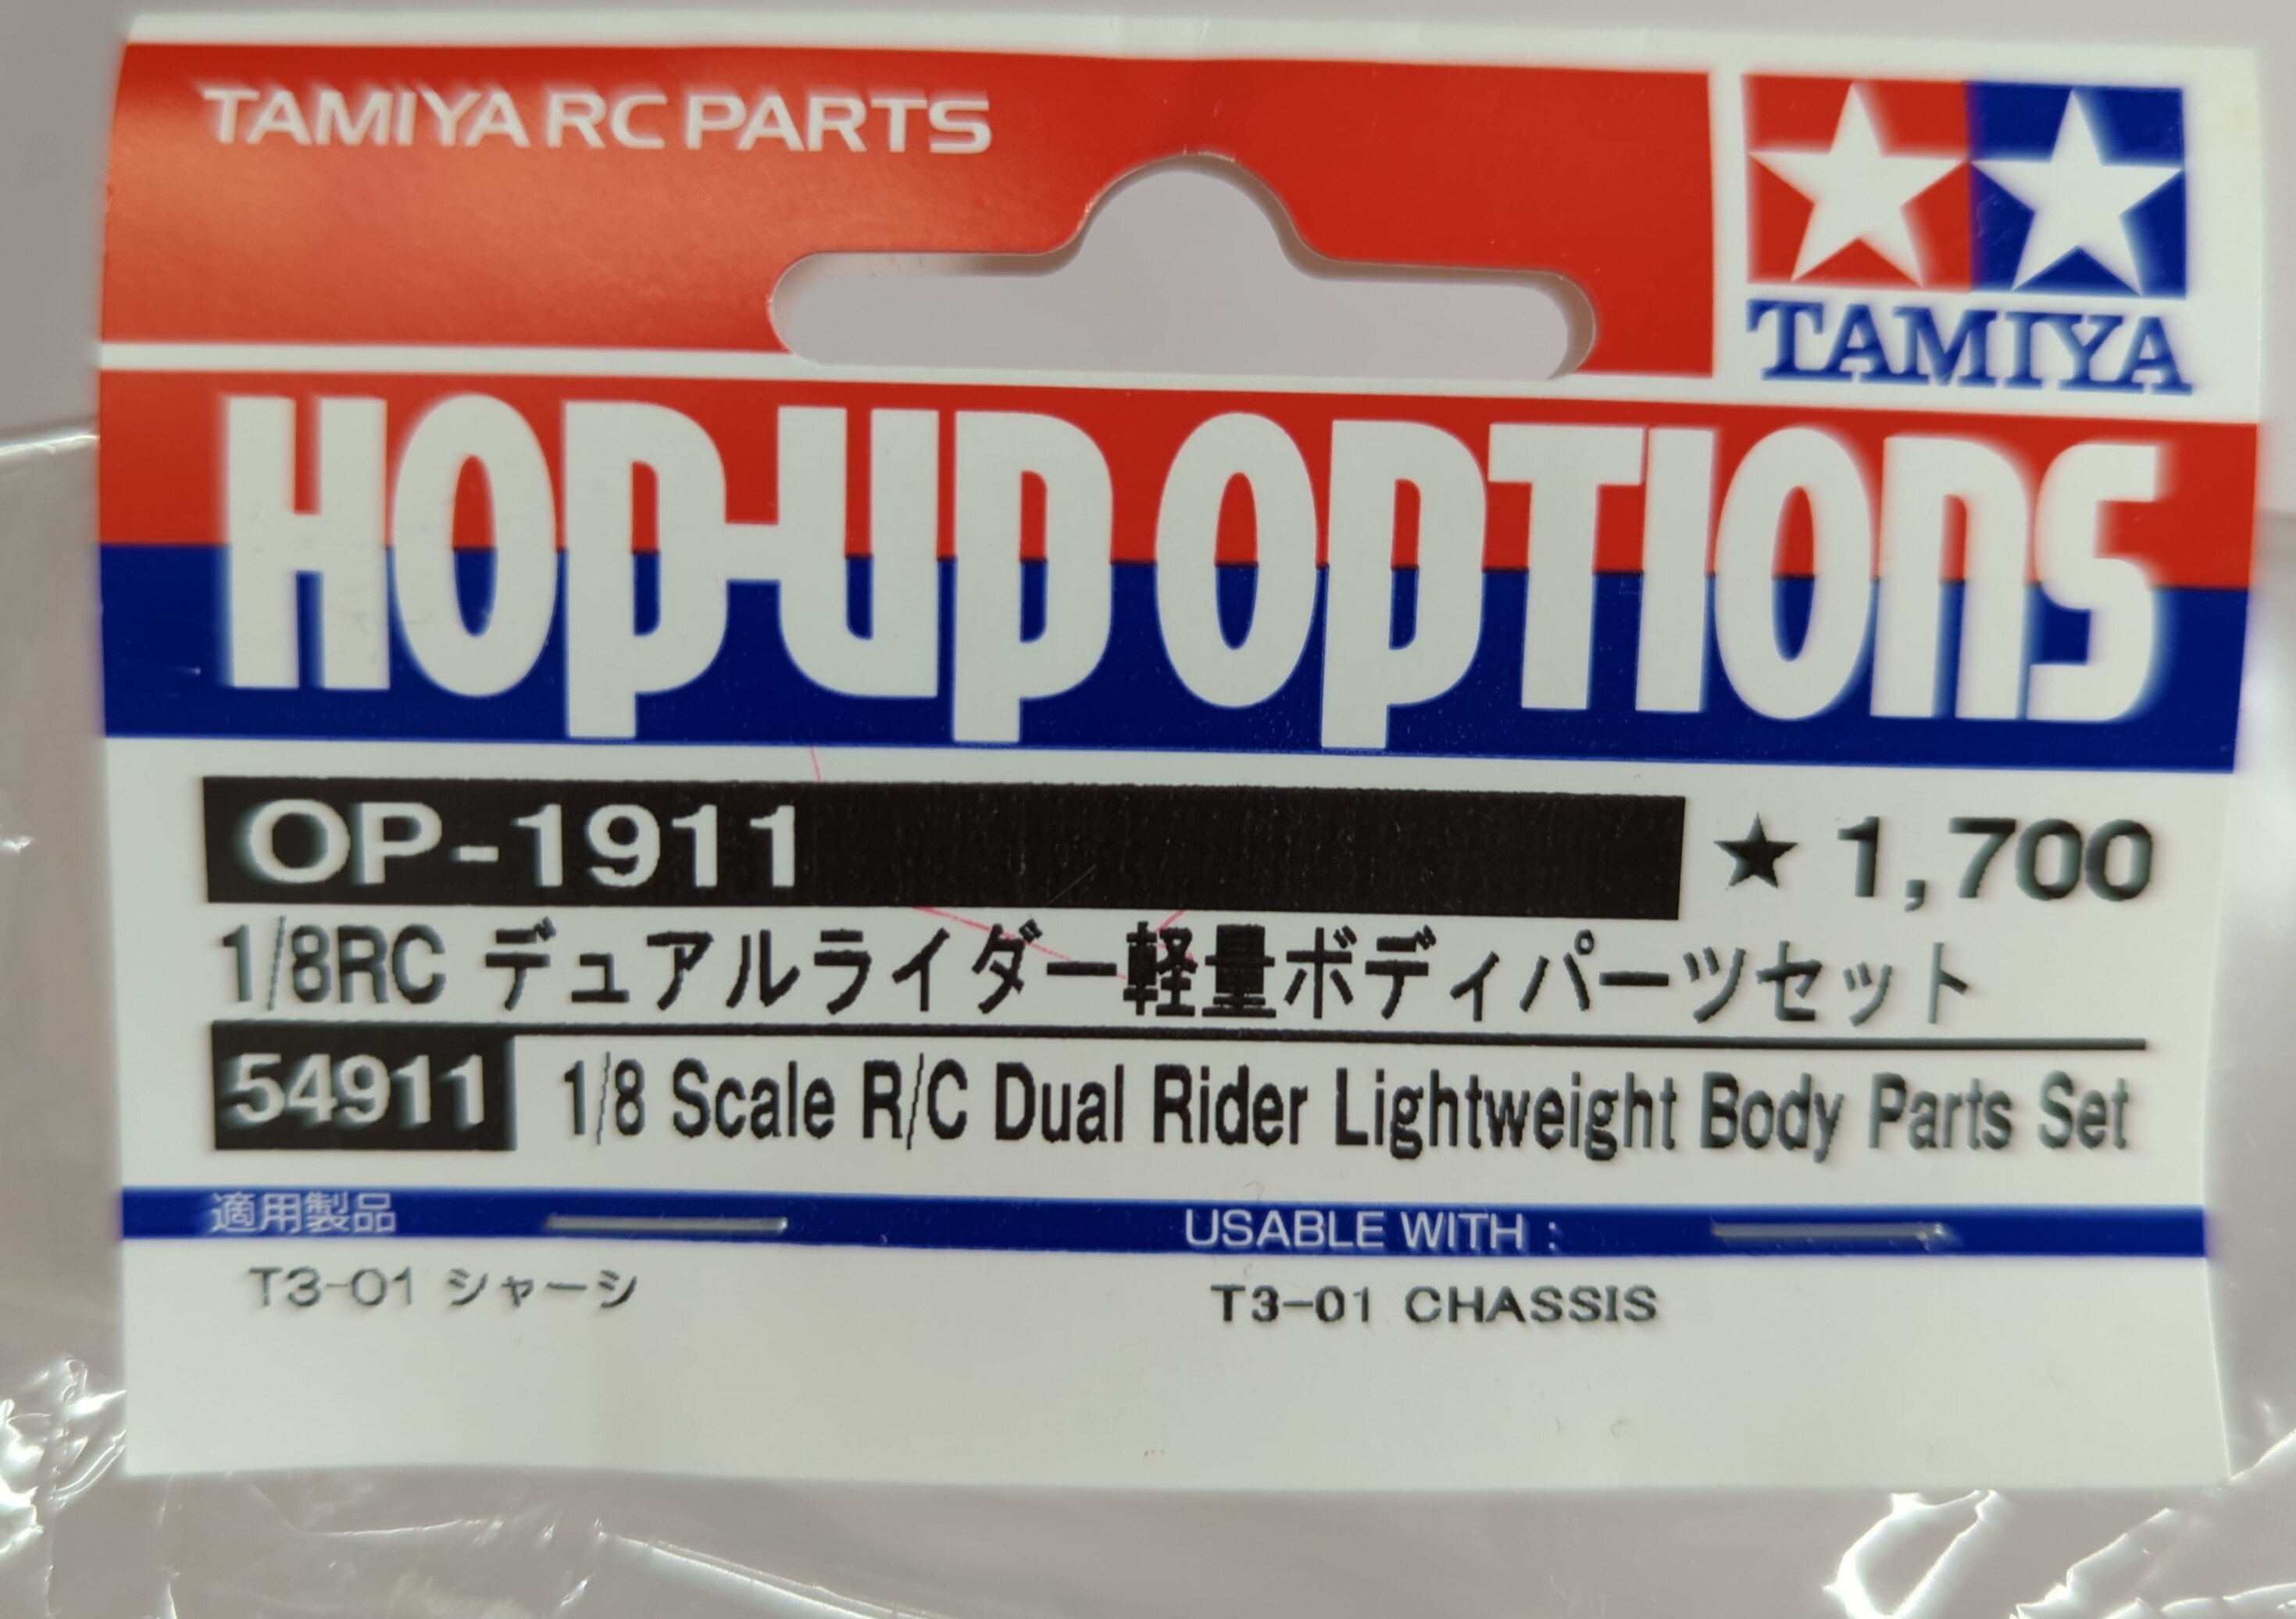 TAMIYA RC PARTS
TAMIYA
HOP-UP OPTIONS
OP-1911 ★ 1,700
1/8RC デュアルライダー軽量ボディパーツセット
54911 1/8 Scale R/C Dual Rider Lightweight Body Parts Set
適用製品 USABLE WITH :
T3-01 シャーシ T3-01 CHASSIS